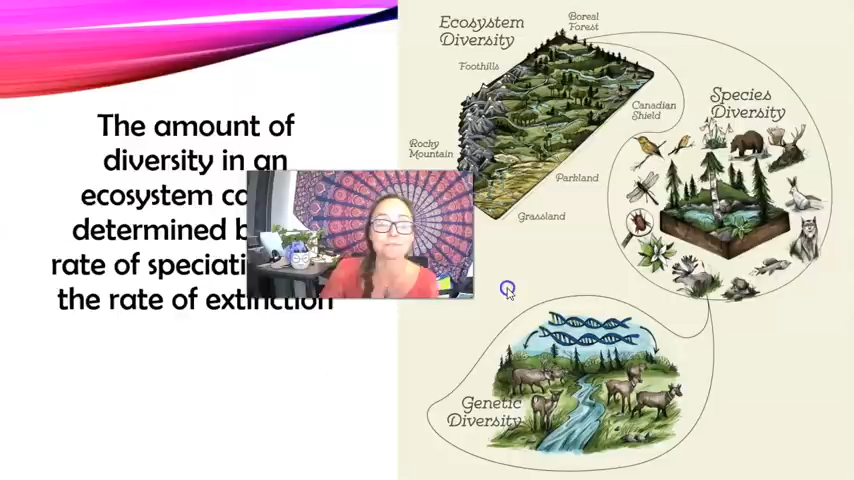 The amount of
diversity in an
ecosystem ca
determined b
rate of speciati
the rate of extinction
Ecosystem
Diversity
Boreal
Forest
Foothills
Canadian
Shield
Rocky
Mountain
Parkland
Grassland
Species
Diversity
Genetic
Diversity